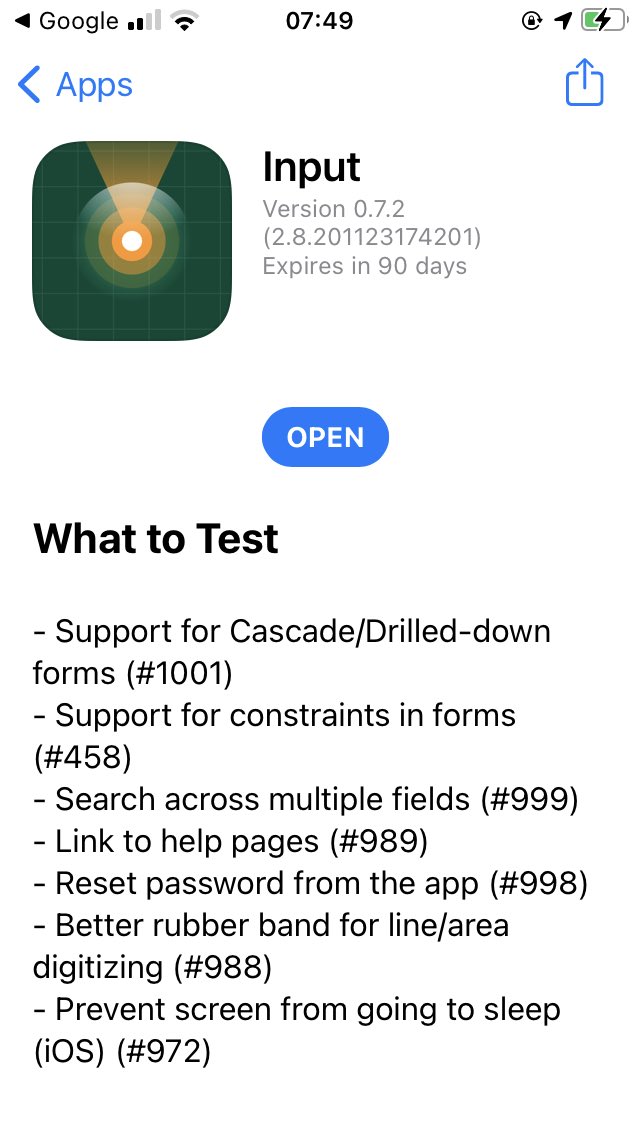 ◀ Google 07:49
Apps
Input
Version 0.7.2
(2.8.201123174201)
Expires in 90 days
OPEN
What to Test
- Support for Cascade/Drilled-down
forms (#1001)
- Support for constraints in forms
(#458)
- Search across multiple fields (#999)
- Link to help pages (#989)
- Reset password from the app (#998)
- Better rubber band for line/area
digitizing (#988)
- Prevent screen from going to sleep
(iOS) (#972)